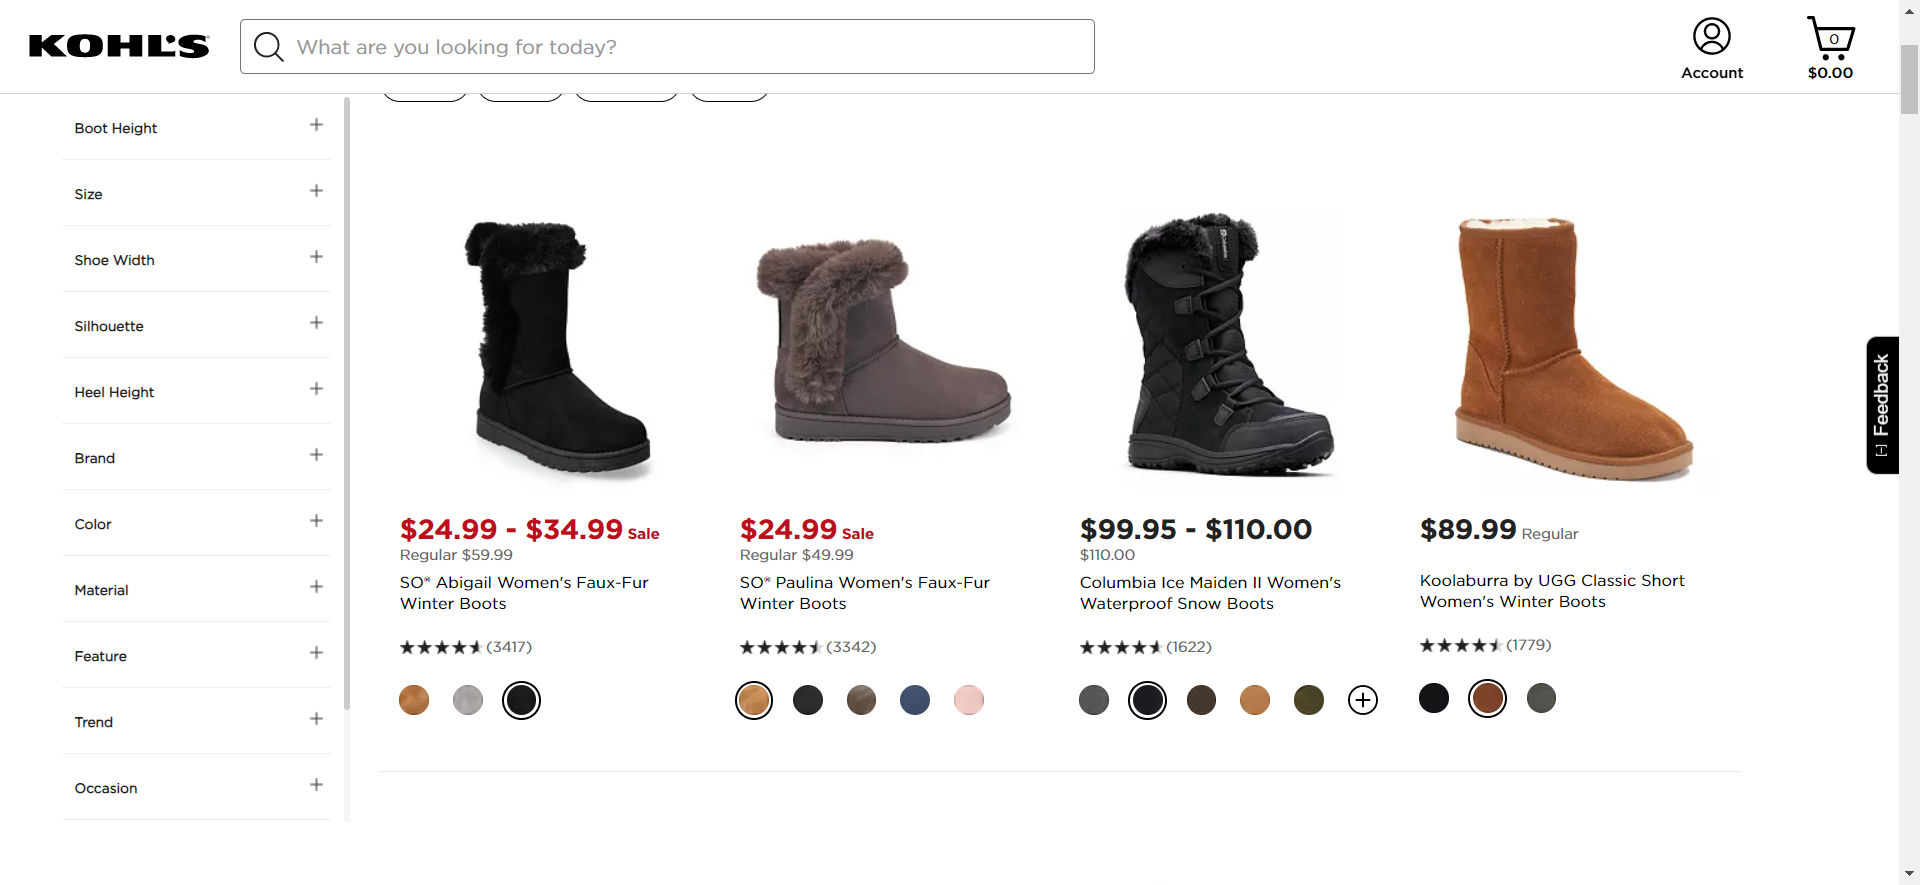 KOHL'S
What are you looking for today?
Account
0
$0.00
Boot Height
Size
Shoe Width
Silhouette
Heel Height
Brand
Color
Material
Feature
Trend
Occasion
$24.99 - $34.99 Sale
Regular $59.99
SO® Abigail Women's Faux-Fur
Winter Boots
(3417)
$24.99 Sale
Regular $49.99
SO® Paulina Women's Faux-Fur
Winter Boots
(3342)
$99.95 - $110.00
$110.00
Columbia Ice Maiden II Women's
Waterproof Snow Boots
(1622)
$89.99 Regular
Koolaburra by UGG Classic Short
Women's Winter Boots
(1779)
[-] Feedback